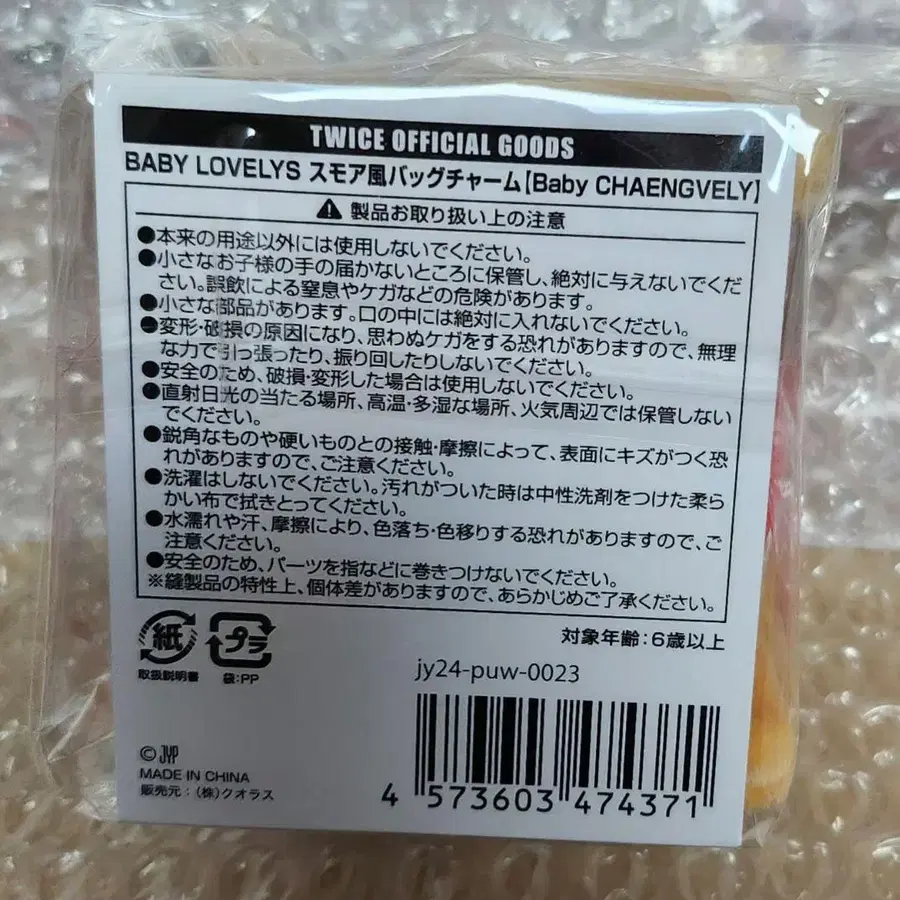 TWICE OFFICIAL GOODS
BABY LOVELYS スモア風バッグチャーム【Baby CHAENGVELY】
⚠ 製品お取り扱い上の注意
●本来の用途以外には使用しないでください。
●小さなお子様の手の届かないところに保管し、絶対に与えないでくだ
さい。誤飲による窒息やケガなどの危険があります。
●小さな部品があります。口の中には絶対に入れないでください。
●変形・破損の原因になり、思わぬケガをする恐れがありますので、無理
な力で引っ張ったり、振り回したりしないでください。
●安全のため、破損・変形した場合は使用しないでください。
●直射日光の当たる場所、高温・多湿な場所、火気周辺では保管しない
でください。
●鋭角なものや硬いものとの接触・摩擦によって、表面にキズがつく恐
れがありますので、ご注意ください。
●洗濯はしないでください。汚れがついた時は中性洗剤をつけた柔ら
かい布で拭きとってください。
●水濡れや汗、摩擦により、色落ち・色移りする恐れがありますので、ご
注意ください。
●安全のため、パーツを指などに巻きつけないでください。
※縫製品の特性上、個体差がありますので、あらかじめご了承ください。
対象年齢：6歳以上
紙 プラ
取扱説明書 袋：PP
jy24-puw-0023
© JYP
MADE IN CHINA
販売元：（株）クオラス
4 573603 474371